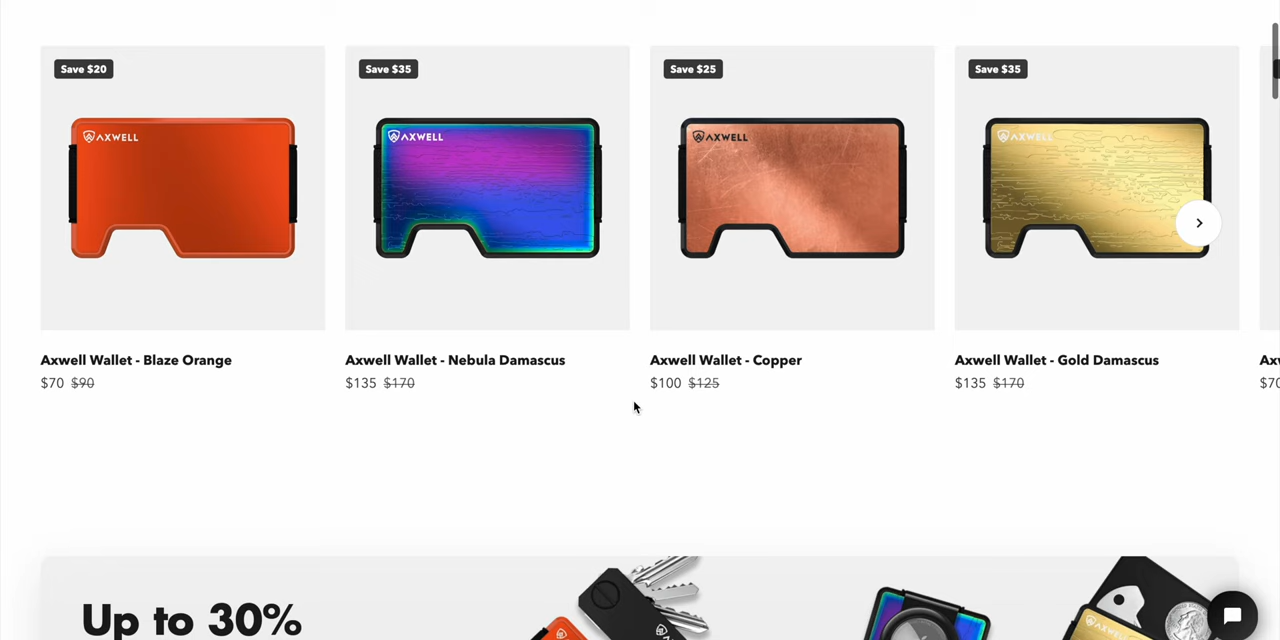 Save $20
Save $35
Save $25
Save $35
AXWELL
AXWELL
AXWELL
AXWELL
Axwell Wallet - Blaze Orange
Axwell Wallet - Nebula Damascus
Axwell Wallet - Copper
Axwell Wallet - Gold Damascus
$70 $90
$135 $170
$100 $125
$135 $170
$70
Up to 30%
AXWELL